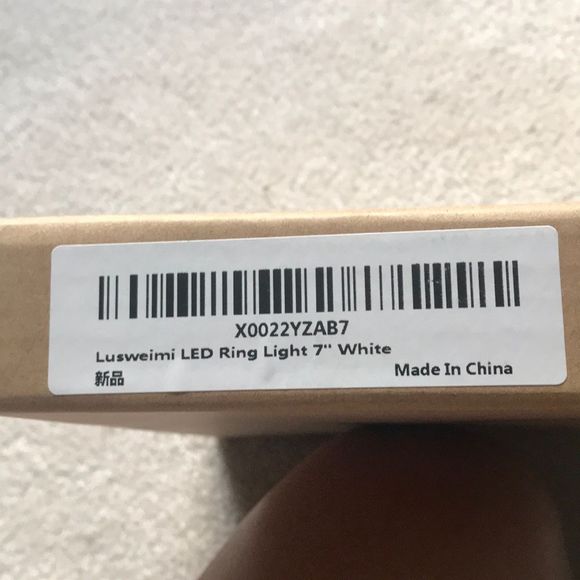 X0022YZAB7
Lusweimi LED Ring Light 7" White
新品
Made In China